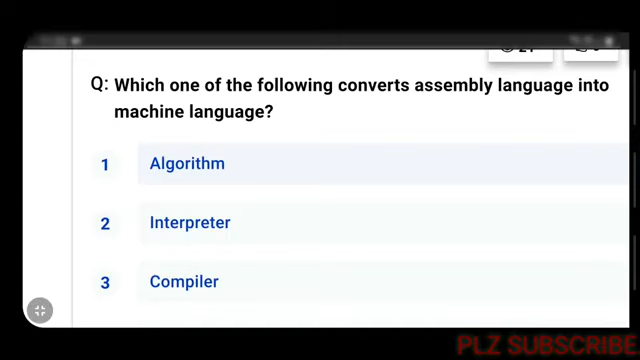 Q: Which one of the following converts assembly language into
machine language?
1 Algorithm
2 Interpreter
3 Compiler
PLZ SUBSCRIBE